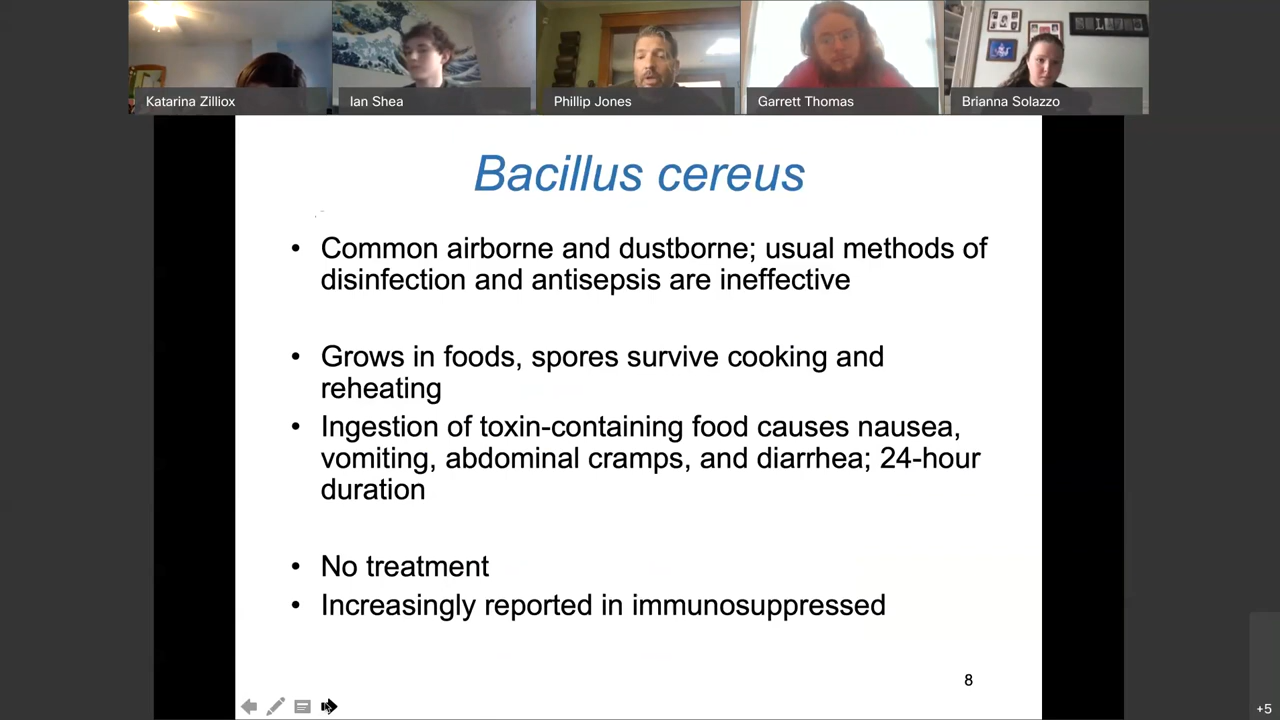 Katarina Zilliox
Ian Shea
Phillip Jones
Garrett Thomas
Brianna Solazzo
Bacillus cereus
• Common airborne and dustborne; usual methods of
disinfection and antisepsis are ineffective
• Grows in foods, spores survive cooking and
reheating
• Ingestion of toxin-containing food causes nausea,
vomiting, abdominal cramps, and diarrhea; 24-hour
duration
• No treatment
• Increasingly reported in immunosuppressed
8
+5